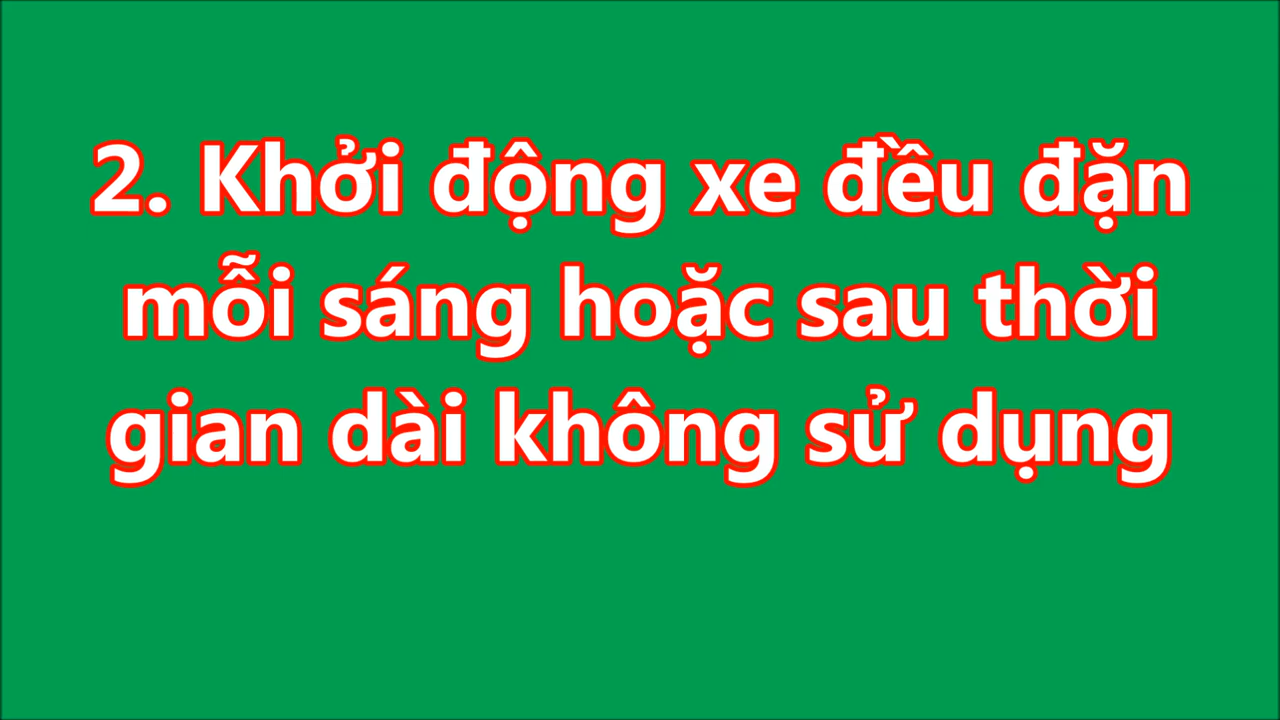 2. Khởi động xe đều đặn
mỗi sáng hoặc sau thời
gian dài không sử dụng